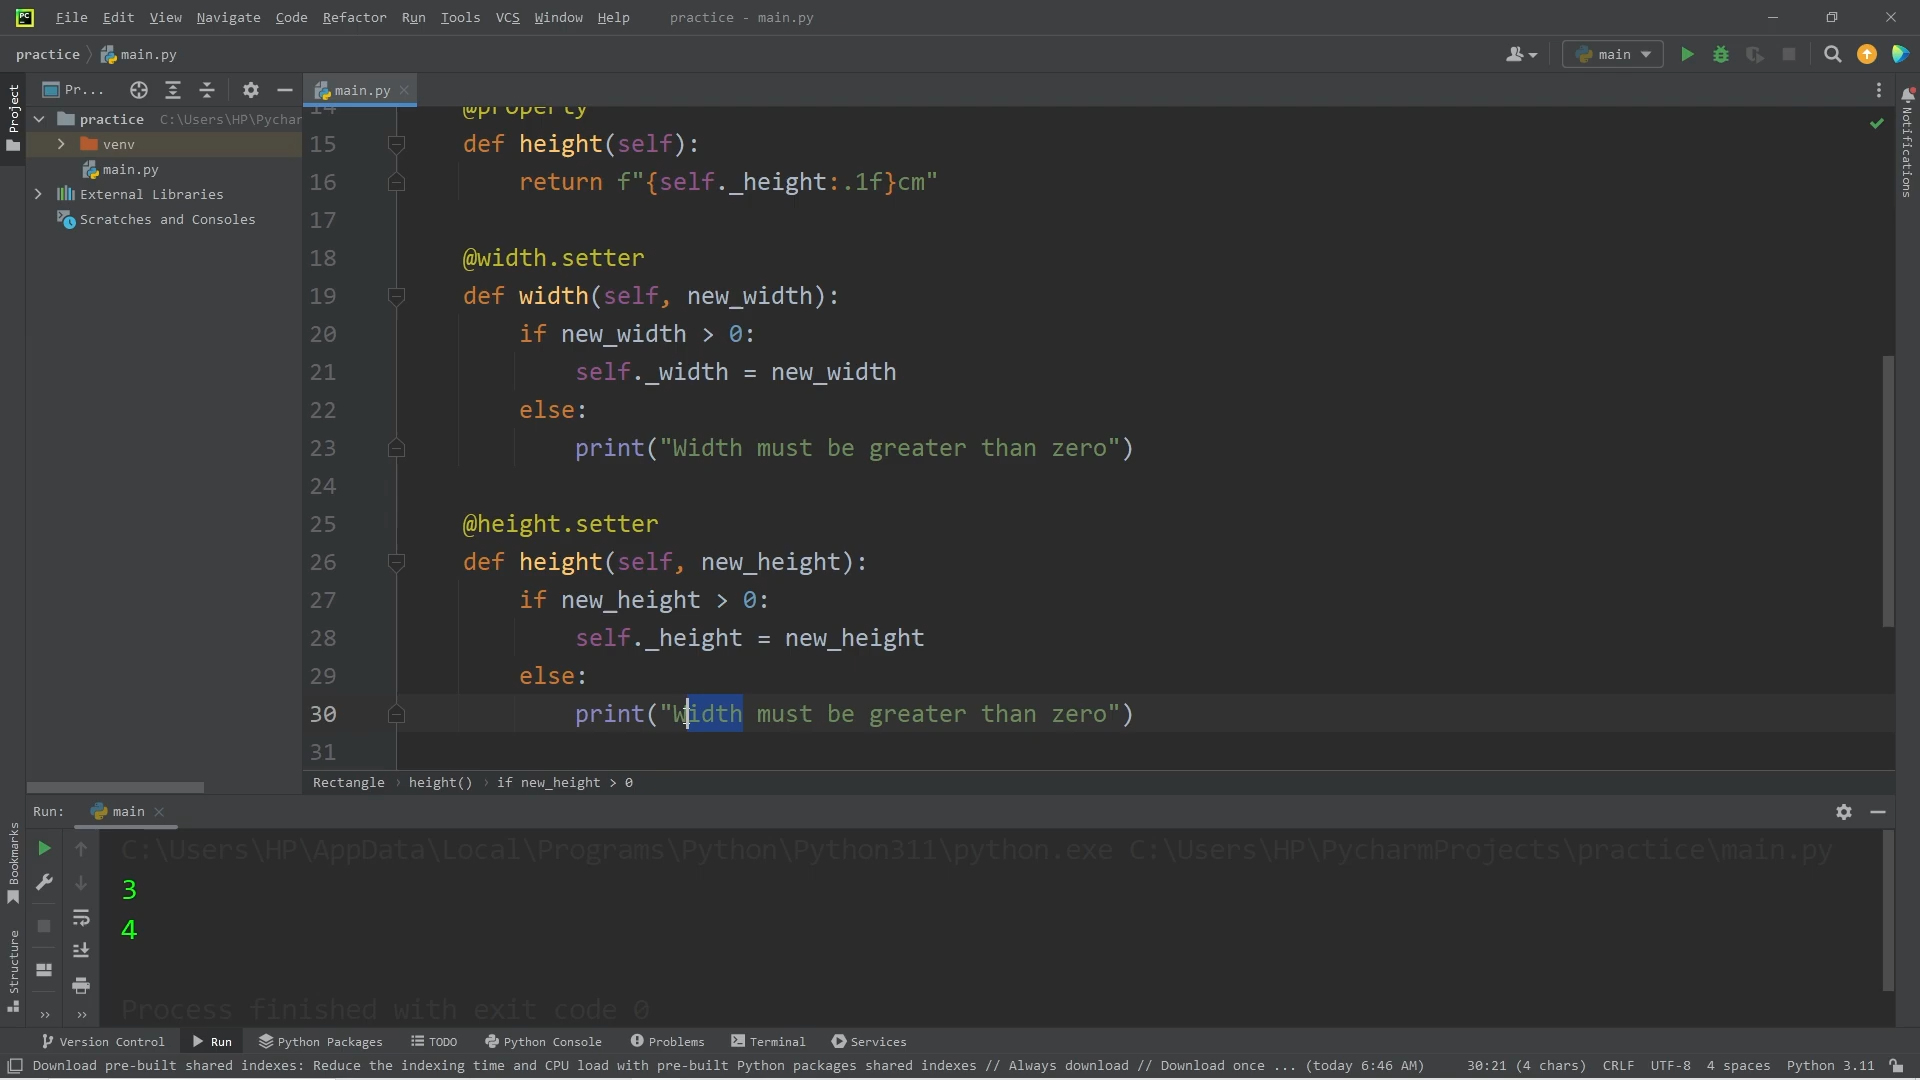 PC File Edit View Navigate Code Refactor Run Tools VCS Window Help practice - main.py
practice main.py main
Project Pr... main.py
practice C:\Users\HP\Pychar
venv
main.py
External Libraries
Scratches and Consoles
Notifications
14 @property
15 def height(self):
16 return f"{self._height:.1f}cm"
17
18 @width.setter
19 def width(self, new_width):
20 if new_width > 0:
21 self._width = new_width
22 else:
23 print("Width must be greater than zero")
24
25 @height.setter
26 def height(self, new_height):
27 if new_height > 0:
28 self._height = new_height
29 else:
30 print("Width must be greater than zero")
31
Rectangle › height() › if new_height > 0
Run: main
Bookmarks
Structure
C:\Users\HP\AppData\Local\Programs\Python\Python311\python.exe C:\Users\HP\PycharmProjects\practice\main.py
3
4
Process finished with exit code 0
Version Control Run Python Packages TODO Python Console Problems Terminal Services
Download pre-built shared indexes: Reduce the indexing time and CPU load with pre-built Python packages shared indexes // Always download // Download once ... (today 6:46 AM) 30:21 (4 chars) CRLF UTF-8 4 spaces Python 3.11